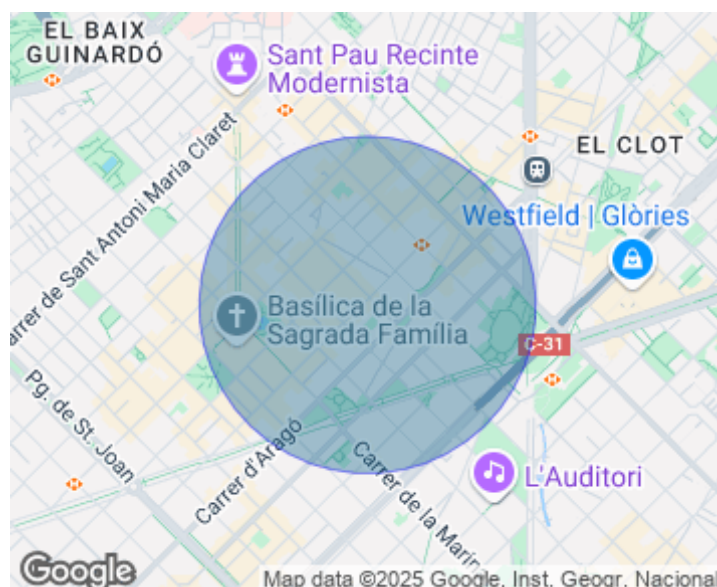 EL BAIX
GUINARDÓ
Sant Pau Recinte
Modernista
Carrer de Sant Antoni Maria Claret
EL CLOT
Westfield | Glòries
Basílica de la
Sagrada Família
C-31
Pg. de St. Joan
Carrer d'Aragó
Carrer de la Marina
L'Auditori
Google
Map data ©2025 Google, Inst. Geogr. Nacional